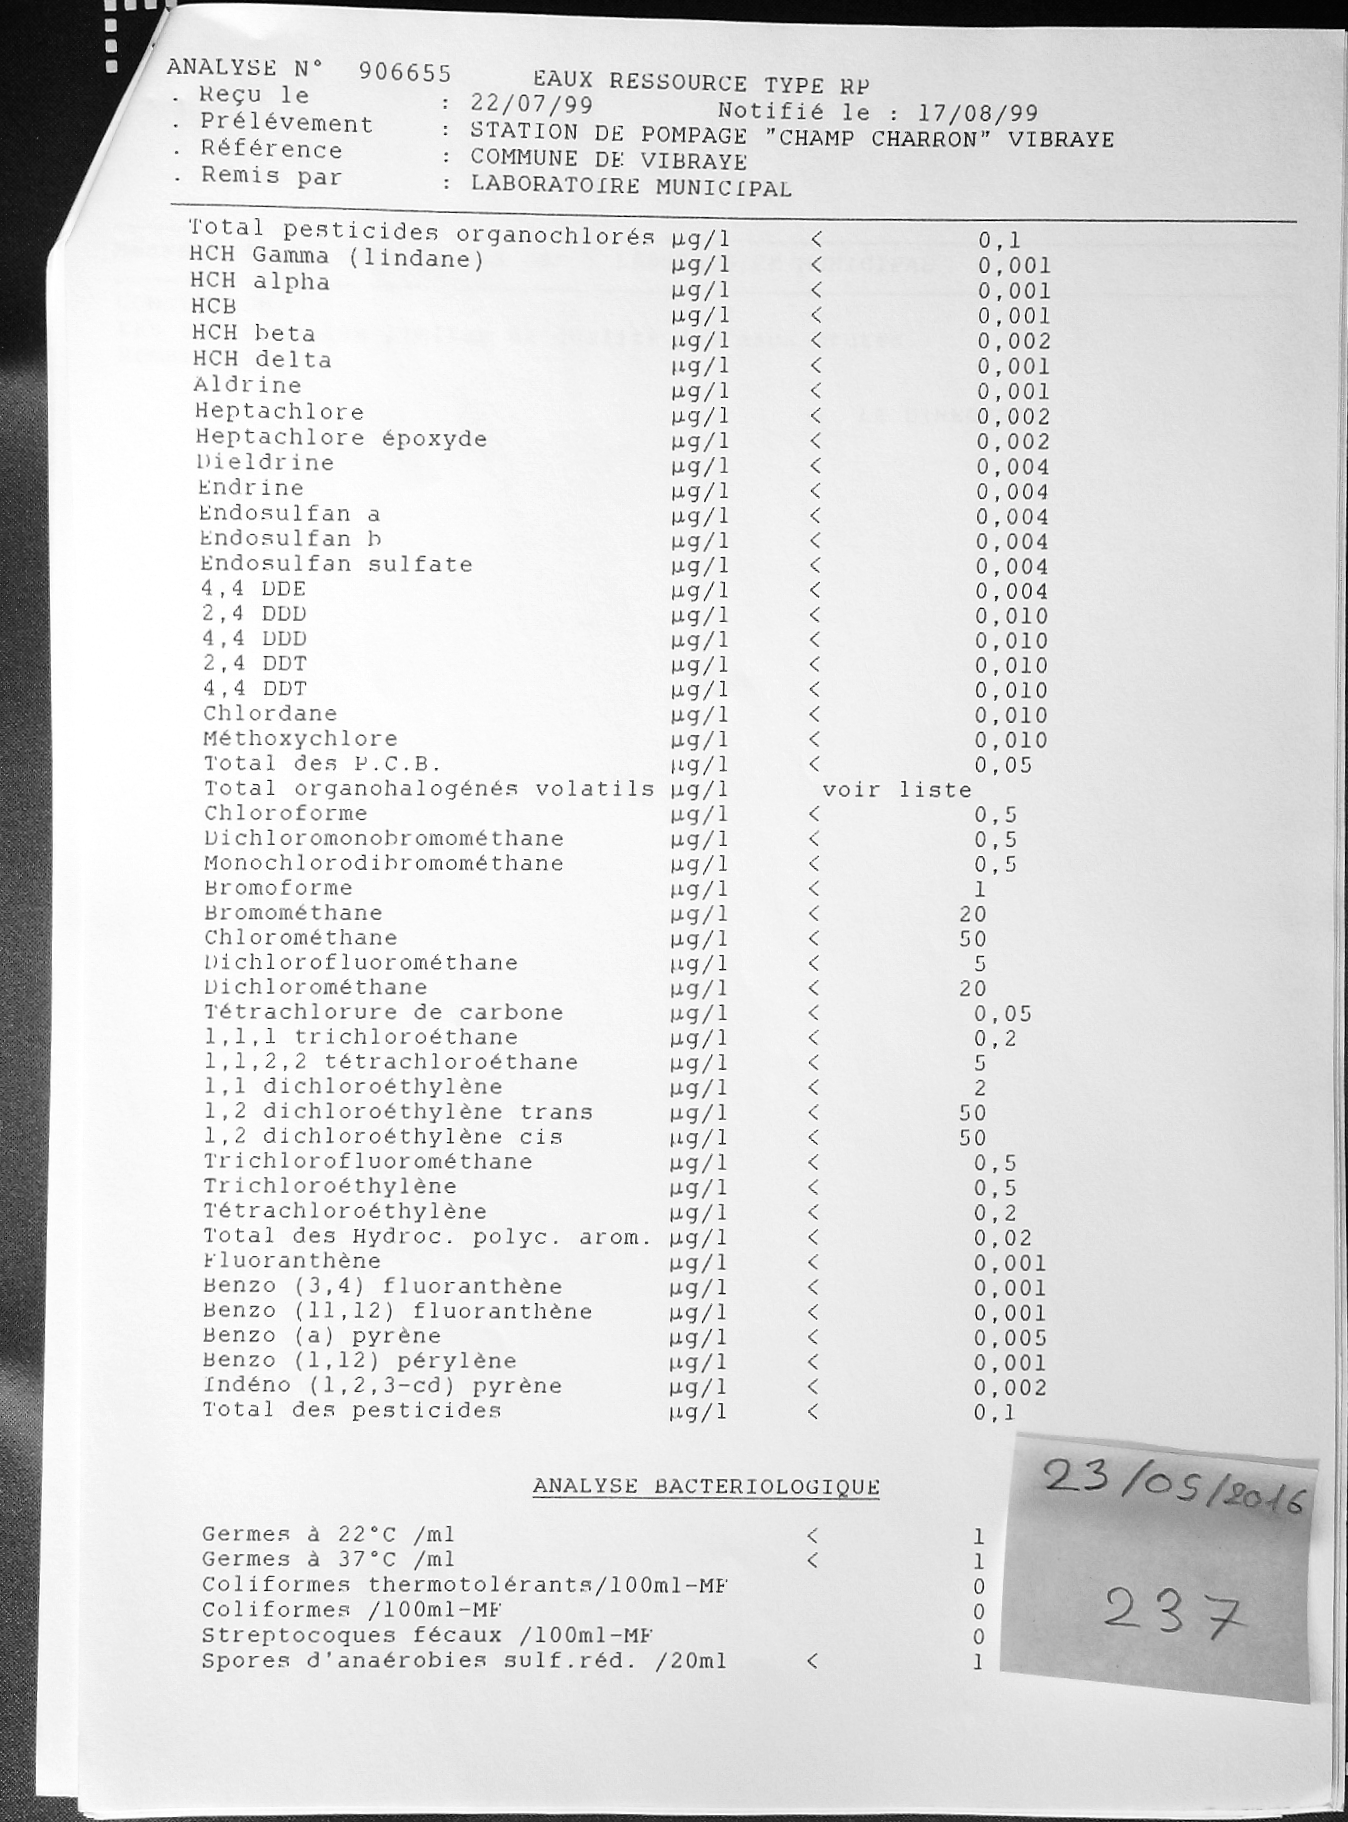 ANALYSE N° 906655 EAUX RESSOURCE TYPE RP
. Reçu le : 22/07/99 Notifié le : 17/08/99
. Prélévement : STATION DE POMPAGE "CHAMP CHARRON" VIBRAYE
. Référence : COMMUNE DE VIBRAYE
. Remis par : LABORATOIRE MUNICIPAL
Total pesticides organochlorés µg/l < 0,1
HCH Gamma (lindane) µg/l < 0,001
HCH alpha µg/l < 0,001
HCB µg/l < 0,001
HCH beta µg/l < 0,002
HCH delta µg/l < 0,001
Aldrine µg/l < 0,001
Heptachlore µg/l < 0,002
Heptachlore époxyde µg/l < 0,002
Dieldrine µg/l < 0,004
Endrine µg/l < 0,004
Endosulfan a µg/l < 0,004
Endosulfan b µg/l < 0,004
Endosulfan sulfate µg/l < 0,004
4,4 DDE µg/l < 0,004
2,4 DDD µg/l < 0,010
4,4 DDD µg/l < 0,010
2,4 DDT µg/l < 0,010
4,4 DDT µg/l < 0,010
Chlordane µg/l < 0,010
Méthoxychlore µg/l < 0,010
Total des P.C.B. µg/l < 0,05
Total organohalogénés volatils µg/l voir liste
Chloroforme µg/l < 0,5
Dichloromonobromométhane µg/l < 0,5
Monochlorodibromométhane µg/l < 0,5
Bromoforme µg/l < 1
Bromométhane µg/l < 20
Chlorométhane µg/l < 50
Dichlorofluorométhane µg/l < 5
Dichlorométhane µg/l < 20
Tétrachlorure de carbone µg/l < 0,05
1,1,1 trichloroéthane µg/l < 0,2
1,1,2,2 tétrachloroéthane µg/l < 5
1,1 dichloroéthylène µg/l < 2
1,2 dichloroéthylène trans µg/l < 50
1,2 dichloroéthylène cis µg/l < 50
Trichlorofluorométhane µg/l < 0,5
Trichloroéthylène µg/l < 0,5
Tétrachloroéthylène µg/l < 0,2
Total des Hydroc. polyc. arom. µg/l < 0,02
Fluoranthène µg/l < 0,001
Benzo (3,4) fluoranthène µg/l < 0,001
Benzo (11,12) fluoranthène µg/l < 0,001
Benzo (a) pyrène µg/l < 0,005
Benzo (1,12) pérylène µg/l < 0,001
Indéno (1,2,3-cd) pyrène µg/l < 0,002
Total des pesticides µg/l < 0,1
ANALYSE BACTERIOLOGIQUE
Germes à 22°C /ml < 1
Germes à 37°C /ml < 1
Coliformes thermotolérants/100ml-MF 0
Coliformes /100ml-MF 0
Streptocoques fécaux /100ml-MF 0
Spores d'anaérobies sulf.réd. /20ml < 1
23/05/2016
237